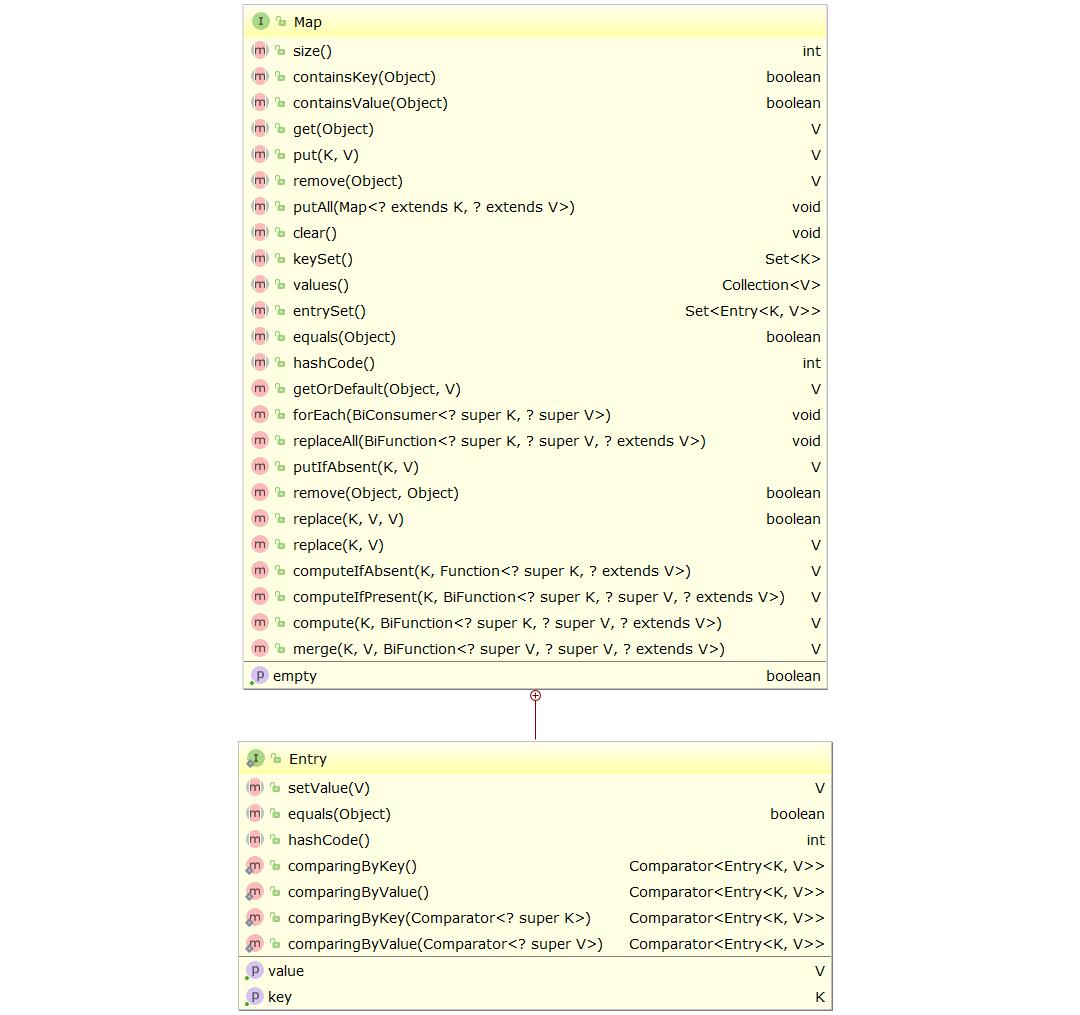 I Map
m size() int
m containsKey(Object) boolean
m containsValue(Object) boolean
m get(Object) V
m put(K, V) V
m remove(Object) V
m putAll(Map<? extends K, ? extends V>) void
m clear() void
m keySet() Set<K>
m values() Collection<V>
m entrySet() Set<Entry<K, V>>
m equals(Object) boolean
m hashCode() int
m getOrDefault(Object, V) V
m forEach(BiConsumer<? super K, ? super V>) void
m replaceAll(BiFunction<? super K, ? super V, ? extends V>) void
m putIfAbsent(K, V) V
m remove(Object, Object) boolean
m replace(K, V, V) boolean
m replace(K, V) V
m computeIfAbsent(K, Function<? super K, ? extends V>) V
m computeIfPresent(K, BiFunction<? super K, ? super V, ? extends V>) V
m compute(K, BiFunction<? super K, ? super V, ? extends V>) V
m merge(K, V, BiFunction<? super V, ? super V, ? extends V>) V
p empty boolean
I Entry
m setValue(V) V
m equals(Object) boolean
m hashCode() int
m comparingByKey() Comparator<Entry<K, V>>
m comparingByValue() Comparator<Entry<K, V>>
m comparingByKey(Comparator<? super K>) Comparator<Entry<K, V>>
m comparingByValue(Comparator<? super V>) Comparator<Entry<K, V>>
p value V
p key K